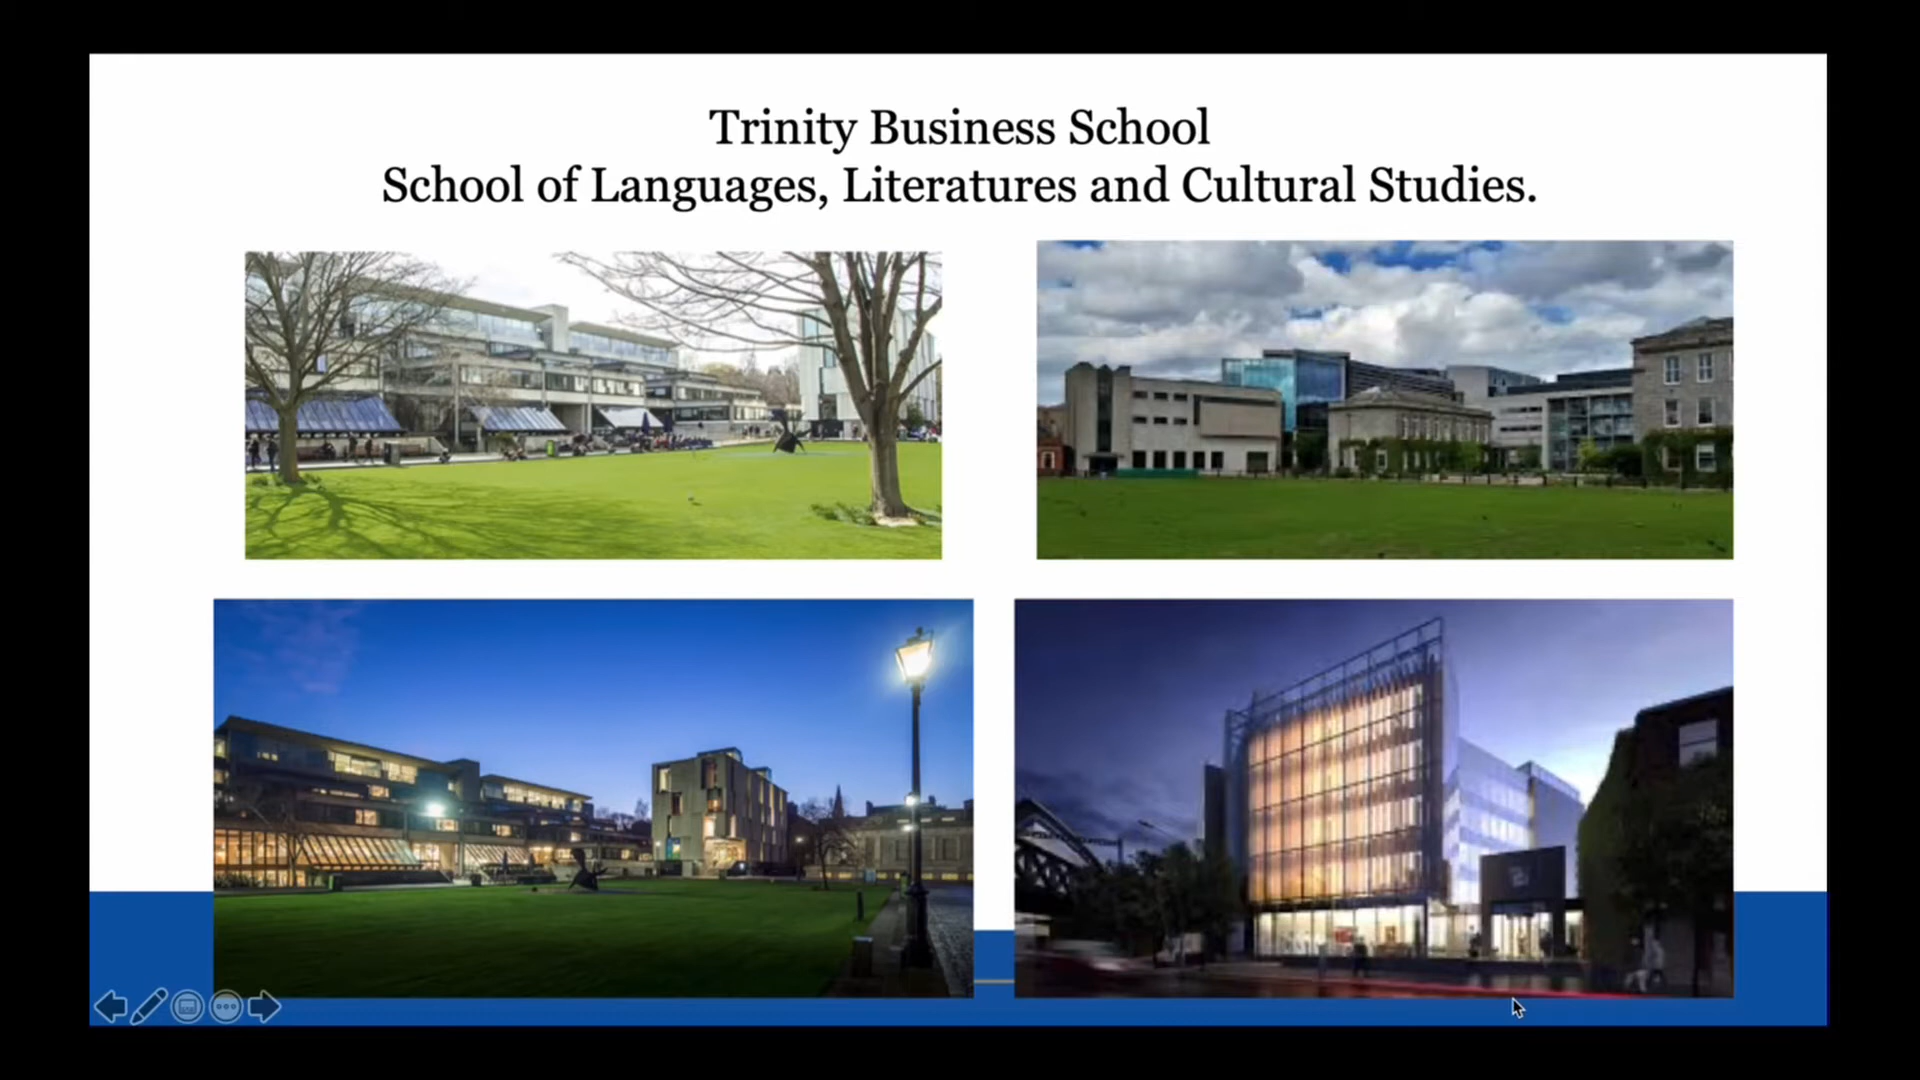 Trinity Business School
School of Languages, Literatures and Cultural Studies.